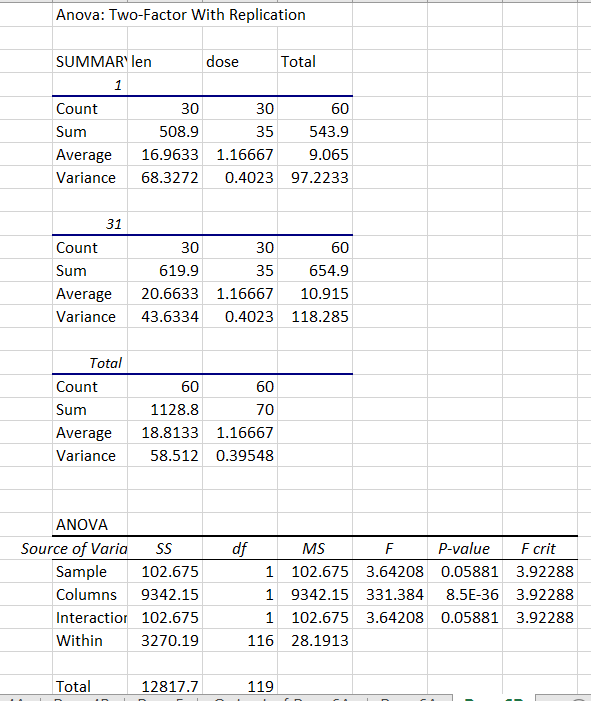 Anova: Two-Factor With Replication
SUMMAR len dose Total
1
Count 30 30 60
Sum 508.9 35 543.9
Average 16.9633 1.16667 9.065
Variance 68.3272 0.4023 97.2233
31
Count 30 30 60
Sum 619.9 35 654.9
Average 20.6633 1.16667 10.915
Variance 43.6334 0.4023 118.285
Total
Count 60 60
Sum 1128.8 70
Average 18.8133 1.16667
Variance 58.512 0.39548
ANOVA
Source of Varia SS df MS F P-value F crit
Sample 102.675 1 102.675 3.64208 0.05881 3.92288
Columns 9342.15 1 9342.15 331.384 8.5E-36 3.92288
Interaction 102.675 1 102.675 3.64208 0.05881 3.92288
Within 3270.19 116 28.1913
Total 12817.7 119